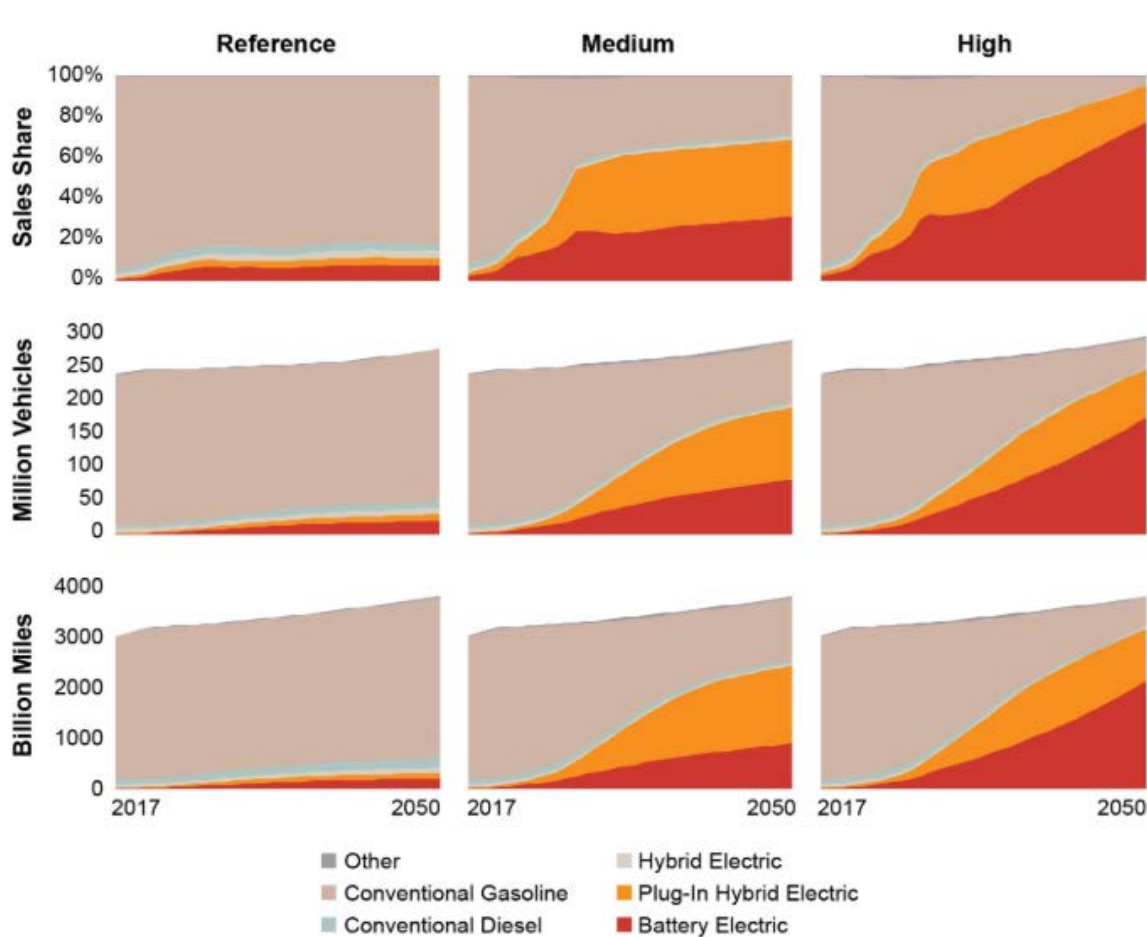 Reference Medium High
Sales Share
100%
80%
60%
40%
20%
0%
Million Vehicles
300
250
200
150
100
50
0
Billion Miles
4000
3000
2000
1000
0
2017 2050 2017 2050 2017 2050
Other Hybrid Electric
Conventional Gasoline Plug-In Hybrid Electric
Conventional Diesel Battery Electric